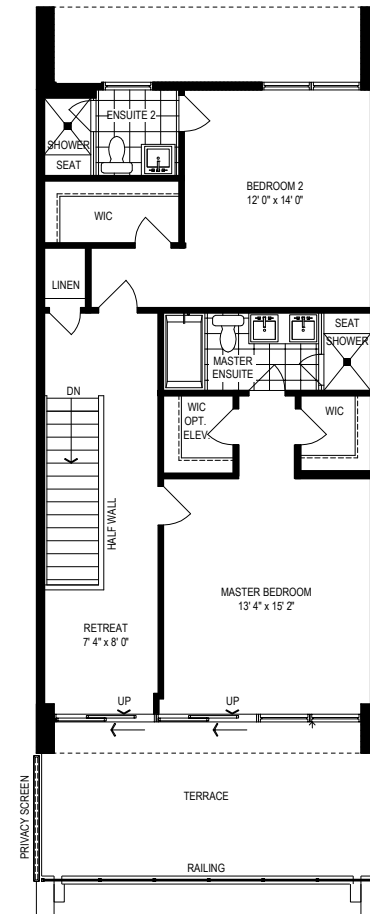 ENSUITE 2
SHOWER
SEAT
BEDROOM 2
12' 0" x 14' 0"
WIC
LINEN
SEAT
SHOWER
MASTER
ENSUITE
DN
WIC
OPT.
ELEV
WIC
HALF WALL
MASTER BEDROOM
13' 4" x 15' 2"
RETREAT
7' 4" x 8' 0"
UP
UP
PRIVACY SCREEN
TERRACE
RAILING